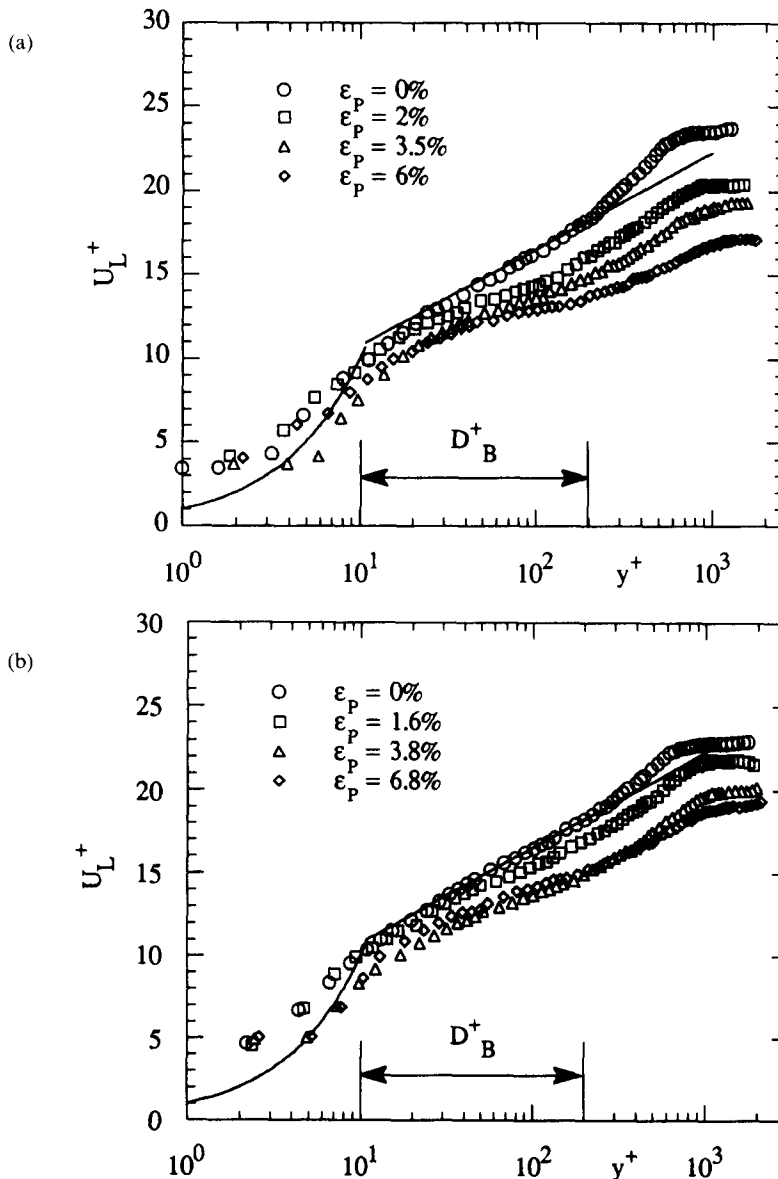 (a)
30
25
20
15
10
5
0
U_L^+
○ ε_P = 0%
□ ε_P = 2%
△ ε_P = 3.5%
◇ ε_P = 6%
D^+_B
10^0 10^1 10^2 y^+ 10^3
(b)
30
25
20
15
10
5
0
U_L^+
○ ε_P = 0%
□ ε_P = 1.6%
△ ε_P = 3.8%
◇ ε_P = 6.8%
D^+_B
10^0 10^1 10^2 y^+ 10^3